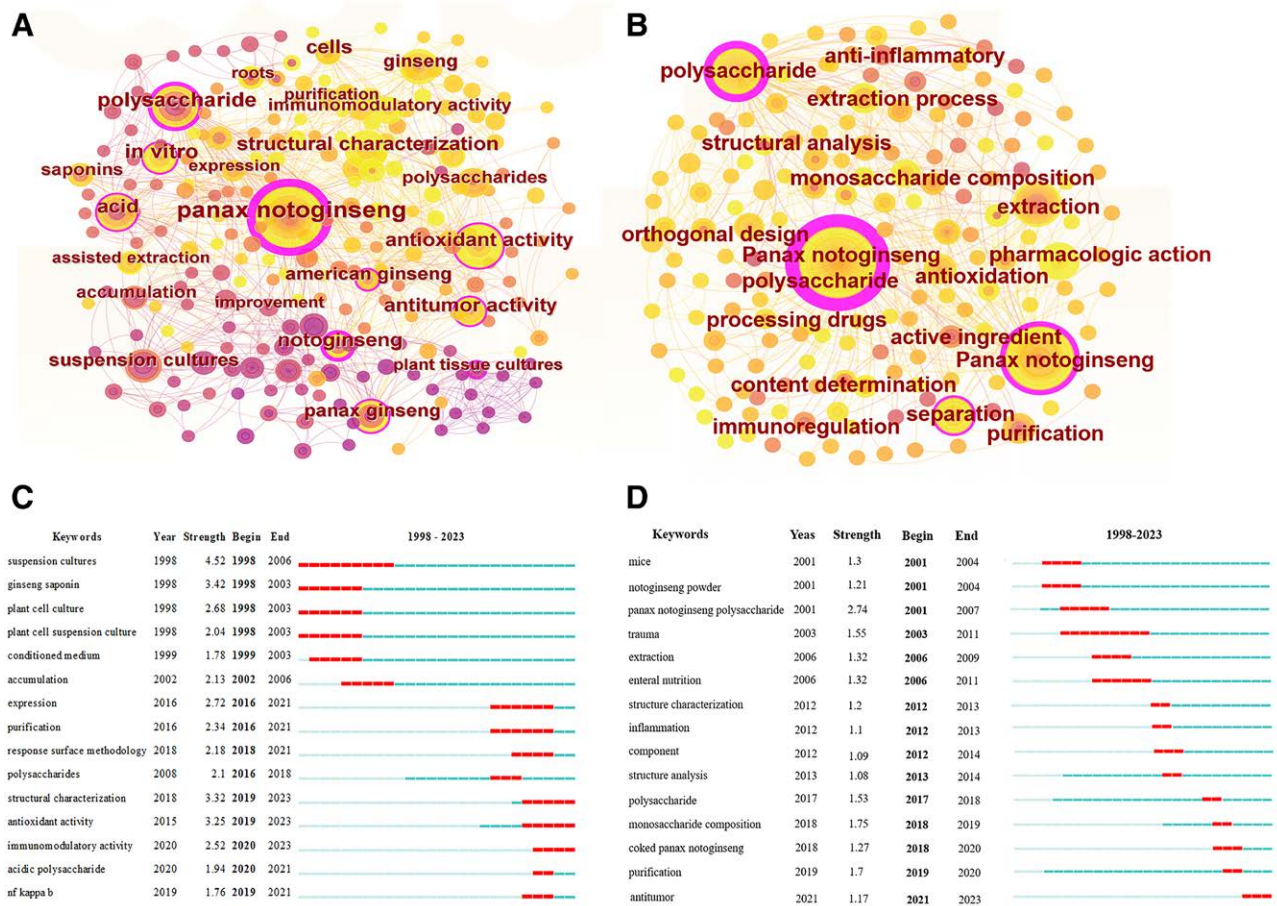 A
cells
ginseng
roots
polysaccharide
purification
immunomodulatory activity
in vitro
structural characterization
saponins
expression
polysaccharides
acid
panax notoginseng
antioxidant activity
assisted extraction
american ginseng
accumulation
improvement
antitumor activity
notoginseng
suspension cultures
plant tissue cultures
panax ginseng
B
anti-inflammatory
polysaccharide
extraction process
structural analysis
monosaccharide composition
extraction
orthogonal design
Panax notoginseng
polysaccharide
pharmacologic action
antioxidation
processing drugs
active ingredient
Panax notoginseng
content determination
separation
immunoregulation
purification
C
Keywords Year Strength Begin End 1998 - 2023
suspension cultures 1998 4.52 1998 2006
ginseng saponin 1998 3.42 1998 2003
plant cell culture 1998 2.68 1998 2003
plant cell suspension culture 1998 2.04 1998 2003
conditioned medium 1999 1.78 1999 2003
accumulation 2002 2.13 2002 2006
expression 2016 2.72 2016 2021
purification 2016 2.34 2016 2021
response surface methodology 2018 2.18 2018 2021
polysaccharides 2008 2.1 2016 2018
structural characterization 2018 3.32 2019 2023
antioxidant activity 2015 3.25 2019 2023
immunomodulatory activity 2020 2.52 2020 2023
acidic polysaccharide 2020 1.94 2020 2021
nf kappa b 2019 1.76 2019 2021
D
Keywords Yeas Strength Begin End 1998-2023
mice 2001 1.3 2001 2004
notoginseng powder 2001 1.21 2001 2004
panax notoginseng polysaccharide 2001 2.74 2001 2007
trauma 2003 1.55 2003 2011
extraction 2006 1.32 2006 2009
enteral nutrition 2006 1.32 2006 2011
structure characterization 2012 1.2 2012 2013
inflammation 2012 1.1 2012 2013
component 2012 1.09 2012 2014
structure analysis 2013 1.08 2013 2014
polysaccharide 2017 1.53 2017 2018
monosaccharide composition 2018 1.75 2018 2019
coked panax notoginseng 2018 1.27 2018 2020
purification 2019 1.7 2019 2020
antitumor 2021 1.17 2021 2023